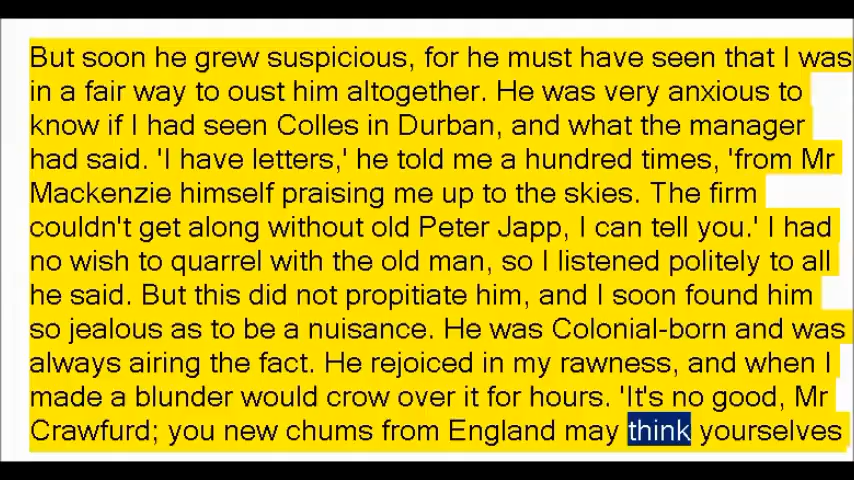 But soon he grew suspicious, for he must have seen that I was
in a fair way to oust him altogether. He was very anxious to
know if I had seen Colles in Durban, and what the manager
had said. 'I have letters,' he told me a hundred times, 'from Mr
Mackenzie himself praising me up to the skies. The firm
couldn't get along without old Peter Japp, I can tell you.' I had
no wish to quarrel with the old man, so I listened politely to all
he said. But this did not propitiate him, and I soon found him
so jealous as to be a nuisance. He was Colonial-born and was
always airing the fact. He rejoiced in my rawness, and when I
made a blunder would crow over it for hours. 'It's no good, Mr
Crawfurd; you new chums from England may think yourselves